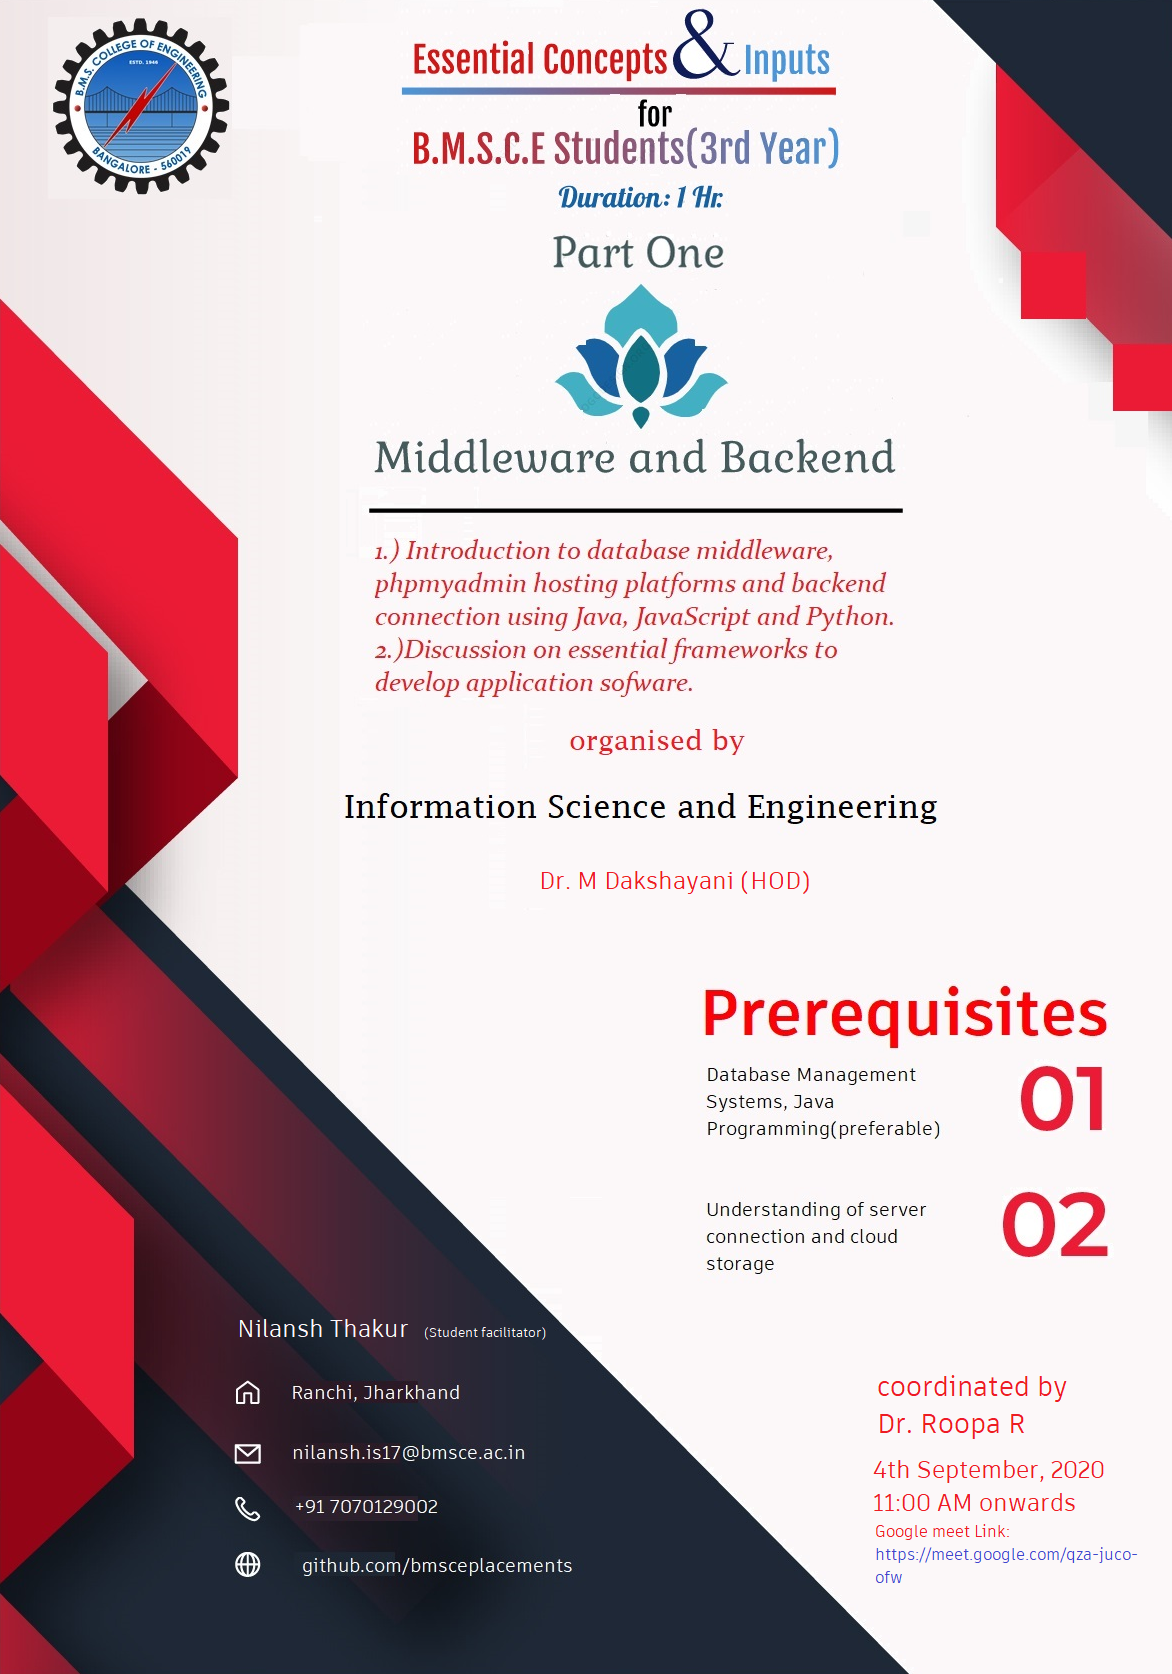 B.M.S. COLLEGE OF ENGINEERING
ESTD. 1946
BANGALORE - 560019
Essential Concepts & Inputs
for
B.M.S.C.E Students(3rd Year)
Duration: 1 Hr.
Part One
Middleware and Backend
1.) Introduction to database middleware,
phpmyadmin hosting platforms and backend
connection using Java, JavaScript and Python.
2.)Discussion on essential frameworks to
develop application sofware.
organised by
Information Science and Engineering
Dr. M Dakshayani (HOD)
Prerequisites
Database Management
Systems, Java
Programming(preferable)
01
Understanding of server
connection and cloud
storage
02
Nilansh Thakur (Student facilitator)
Ranchi, Jharkhand
nilansh.is17@bmsce.ac.in
+91 7070129002
github.com/bmsceplacements
coordinated by
Dr. Roopa R
4th September, 2020
11:00 AM onwards
Google meet Link:
https://meet.google.com/qza-juco-
ofw